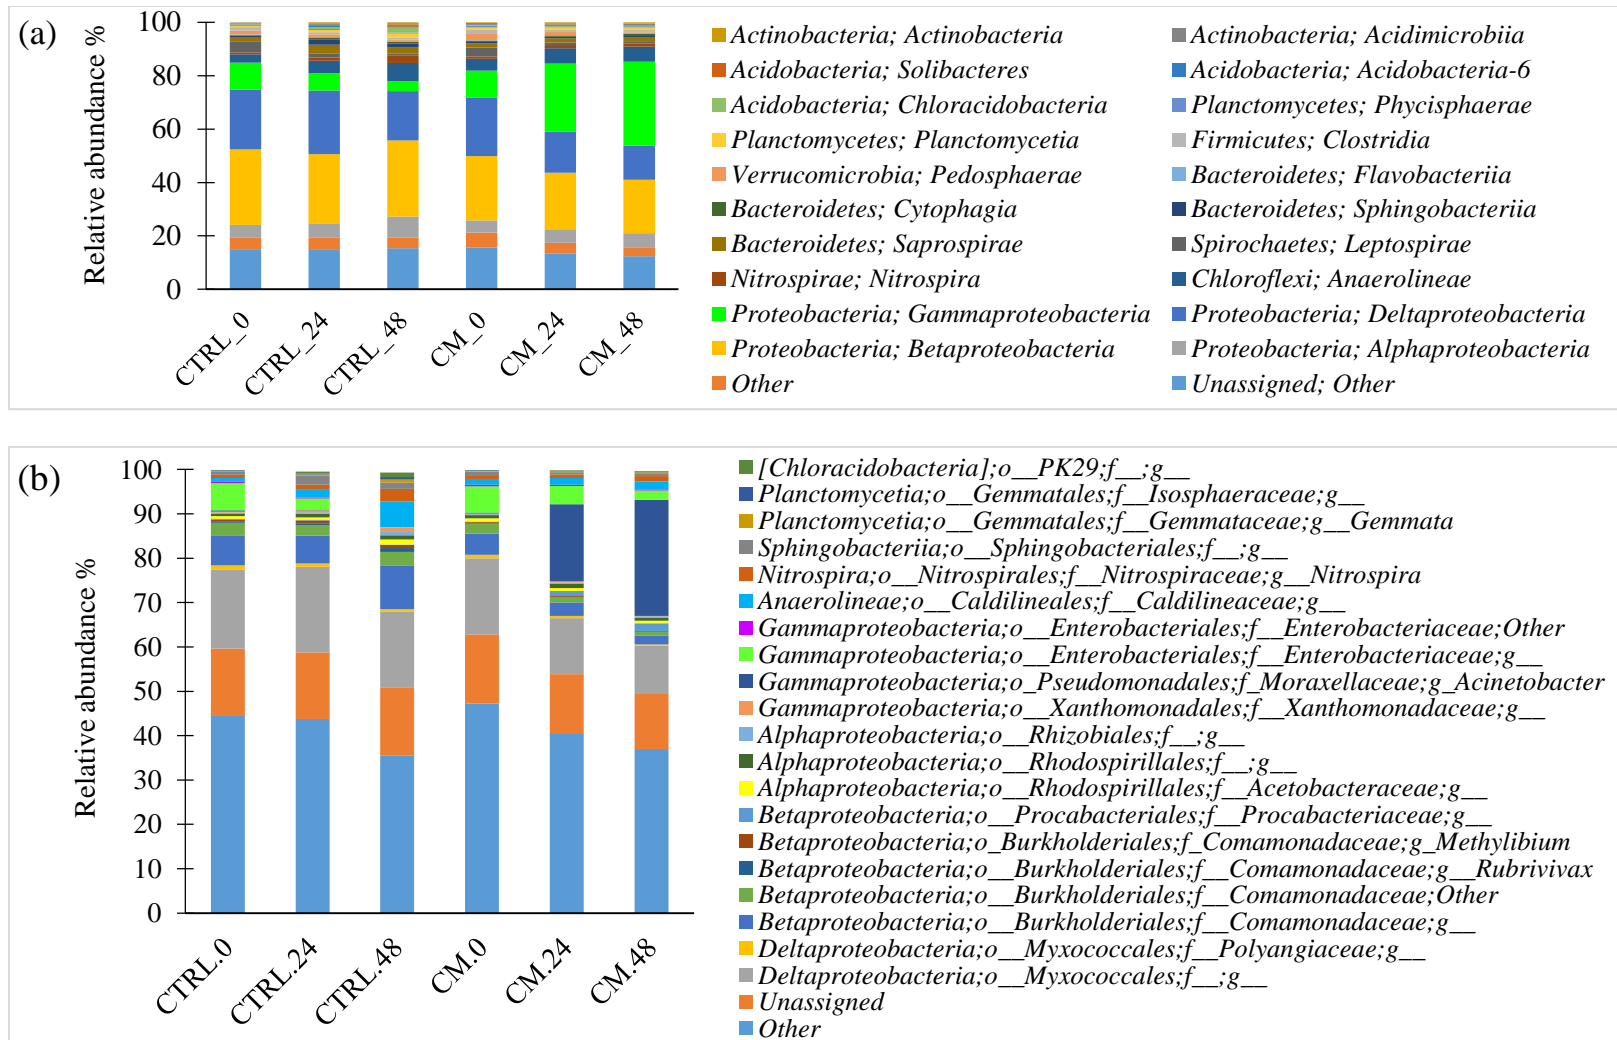 (a)
Relative abundance %
100
80
60
40
20
0
CTRL_0
CTRL_24
CTRL_48
CM_0
CM_24
CM_48
Actinobacteria; Actinobacteria
Actinobacteria; Acidimicrobiia
Acidobacteria; Solibacteres
Acidobacteria; Acidobacteria-6
Acidobacteria; Chloracidobacteria
Planctomycetes; Phycisphaerae
Planctomycetes; Planctomycetia
Firmicutes; Clostridia
Verrucomicrobia; Pedosphaerae
Bacteroidetes; Flavobacteriia
Bacteroidetes; Cytophagia
Bacteroidetes; Sphingobacteriia
Bacteroidetes; Saprospirae
Spirochaetes; Leptospirae
Nitrospirae; Nitrospira
Chloroflexi; Anaerolineae
Proteobacteria; Gammaproteobacteria
Proteobacteria; Deltaproteobacteria
Proteobacteria; Betaproteobacteria
Proteobacteria; Alphaproteobacteria
Other
Unassigned; Other
(b)
Relative abundance %
100
90
80
70
60
50
40
30
20
10
0
CTRL.0
CTRL.24
CTRL.48
CM.0
CM.24
CM.48
[Chloracidobacteria];o__PK29;f__;g__
Planctomycetia;o__Gemmatales;f__Isosphaeraceae;g__
Planctomycetia;o__Gemmatales;f__Gemmataceae;g__Gemmata
Sphingobacteriia;o__Sphingobacteriales;f__;g__
Nitrospira;o__Nitrospirales;f__Nitrospiraceae;g__Nitrospira
Anaerolineae;o__Caldilineales;f__Caldilineaceae;g__
Gammaproteobacteria;o__Enterobacteriales;f__Enterobacteriaceae;Other
Gammaproteobacteria;o__Enterobacteriales;f__Enterobacteriaceae;g__
Gammaproteobacteria;o_Pseudomonadales;f_Moraxellaceae;g_Acinetobacter
Gammaproteobacteria;o__Xanthomonadales;f__Xanthomonadaceae;g__
Alphaproteobacteria;o__Rhizobiales;f__;g__
Alphaproteobacteria;o__Rhodospirillales;f__;g__
Alphaproteobacteria;o__Rhodospirillales;f__Acetobacteraceae;g__
Betaproteobacteria;o__Procabacteriales;f__Procabacteriaceae;g__
Betaproteobacteria;o_Burkholderiales;f_Comamonadaceae;g_Methylibium
Betaproteobacteria;o__Burkholderiales;f__Comamonadaceae;g__Rubrivivax
Betaproteobacteria;o__Burkholderiales;f__Comamonadaceae;Other
Betaproteobacteria;o__Burkholderiales;f__Comamonadaceae;g__
Deltaproteobacteria;o__Myxococcales;f__Polyangiaceae;g__
Deltaproteobacteria;o__Myxococcales;f__;g__
Unassigned
Other